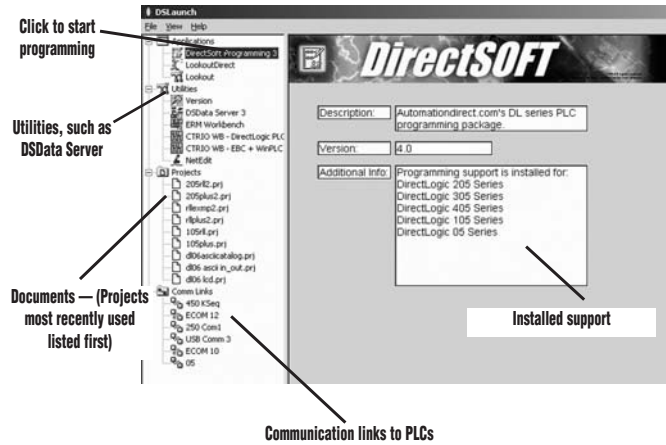 DSLaunch
File View Help
Click to start
programming
Utilities, such as
DSData Server
Documents — (Projects
most recently used
listed first)
Applications
DirectSoft Programming 3
LookoutDirect
Lookout
Utilities
Version
DSData Server 3
ERM Workbench
CTRIO WB - DirectLogic PLC
CTRIO WB - EBC + WinPLC
NetEdit
Projects
205rll2.prj
205plus2.prj
rllexmp2.prj
rllplus2.prj
105rll.prj
105plus.prj
dl06asciicatalog.prj
dl06 ascii in_out.prj
dl06 lcd.prj
Comm Links
450 KSeq
ECOM 12
250 Com1
USB Comm 3
ECOM 10
05
DirectSOFT
Description:
Automationdirect.com's DL series PLC
programming package.
Version:
4.0
Additional Info:
Programming support is installed for:
DirectLogic 205 Series
DirectLogic 305 Series
DirectLogic 405 Series
DirectLogic 105 Series
DirectLogic 05 Series
Installed support
Communication links to PLCs